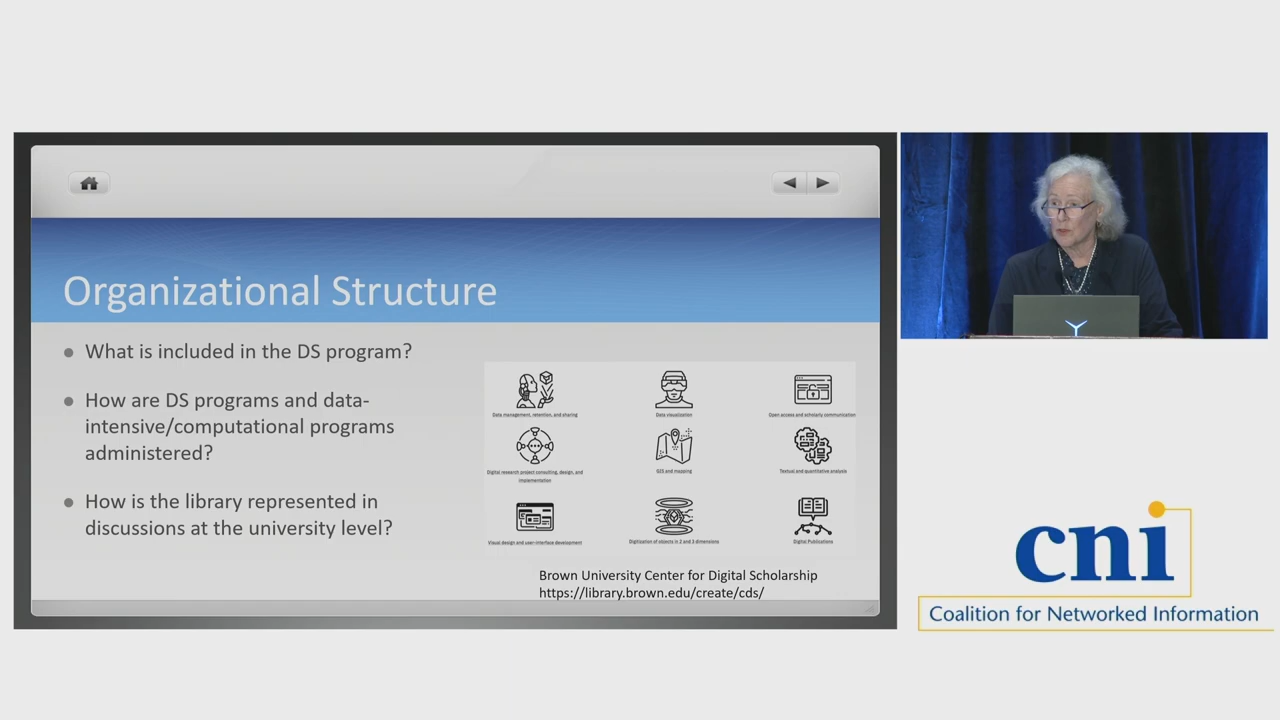 Organizational Structure
What is included in the DS program?
How are DS programs and data-
intensive/computational programs
administered?
How is the library represented in
discussions at the university level?
Data management, retention, and sharing
Data visualization
Open access and scholarly communication
Digital research project consulting, design, and
implementation
GIS and mapping
Textual and quantitative analysis
Visual design and user-interface development
Digitization of objects in 2 and 3 dimensions
Digital Publications
Brown University Center for Digital Scholarship
https://library.brown.edu/create/cds/
cni
Coalition for Networked Information